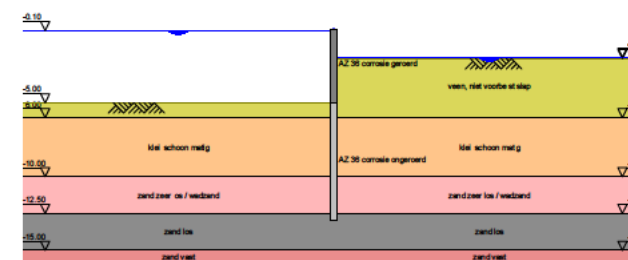 -0.10
AZ 36 corrosie geroerd
veen, niet voorbest slap
-5.00
-6.00
klei schoon matig
klei schoon matig
AZ 36 corrosie ongeroerd
-10.00
zand zeer los / wadzand
zand zeer los / wadzand
-12.50
zand los
zand los
-15.00
zand vast
zand vast